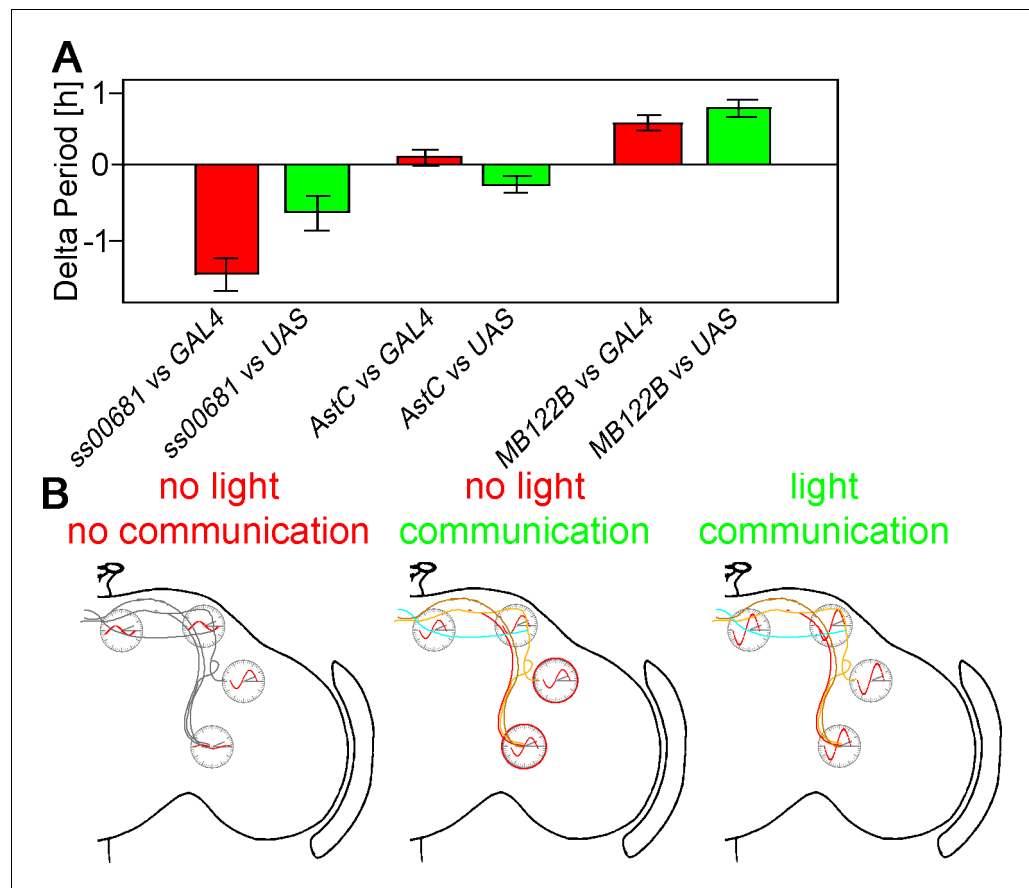 A
Delta Period [h]
1
0
-1
ss00681 vs GAL4
ss00681 vs UAS
AstC vs GAL4
AstC vs UAS
MB122B vs GAL4
MB122B vs UAS
B
no light
no communication
no light
communication
light
communication